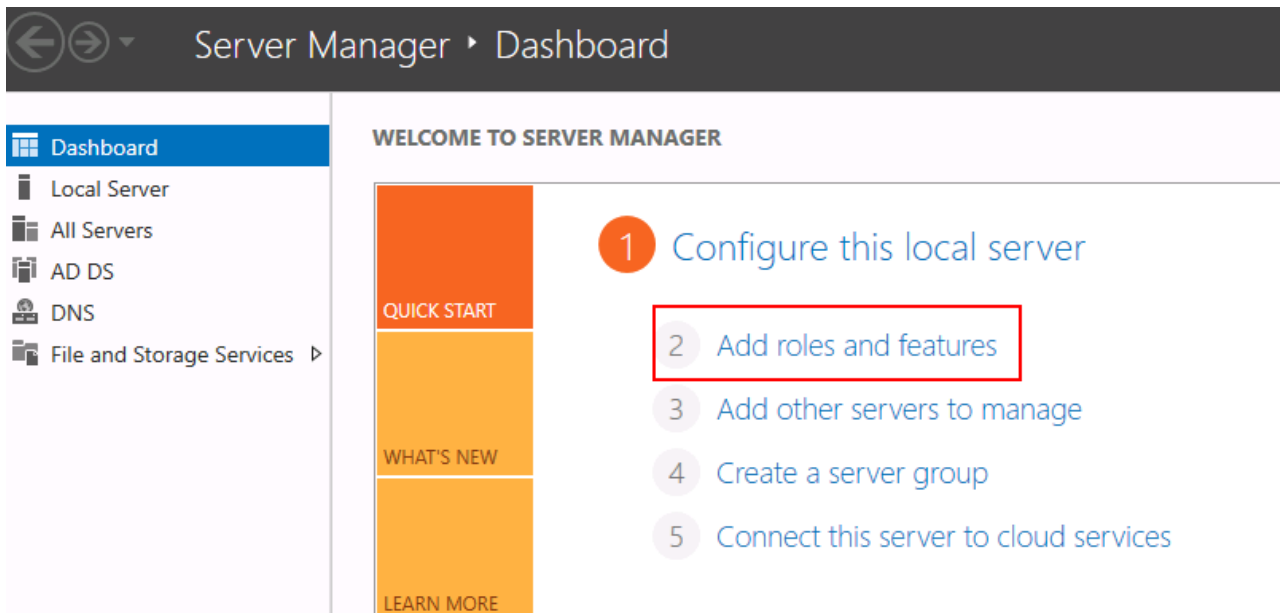 Server Manager ‣ Dashboard
Dashboard
Local Server
All Servers
AD DS
DNS
File and Storage Services
WELCOME TO SERVER MANAGER
QUICK START
WHAT'S NEW
LEARN MORE
1 Configure this local server
2 Add roles and features
3 Add other servers to manage
4 Create a server group
5 Connect this server to cloud services